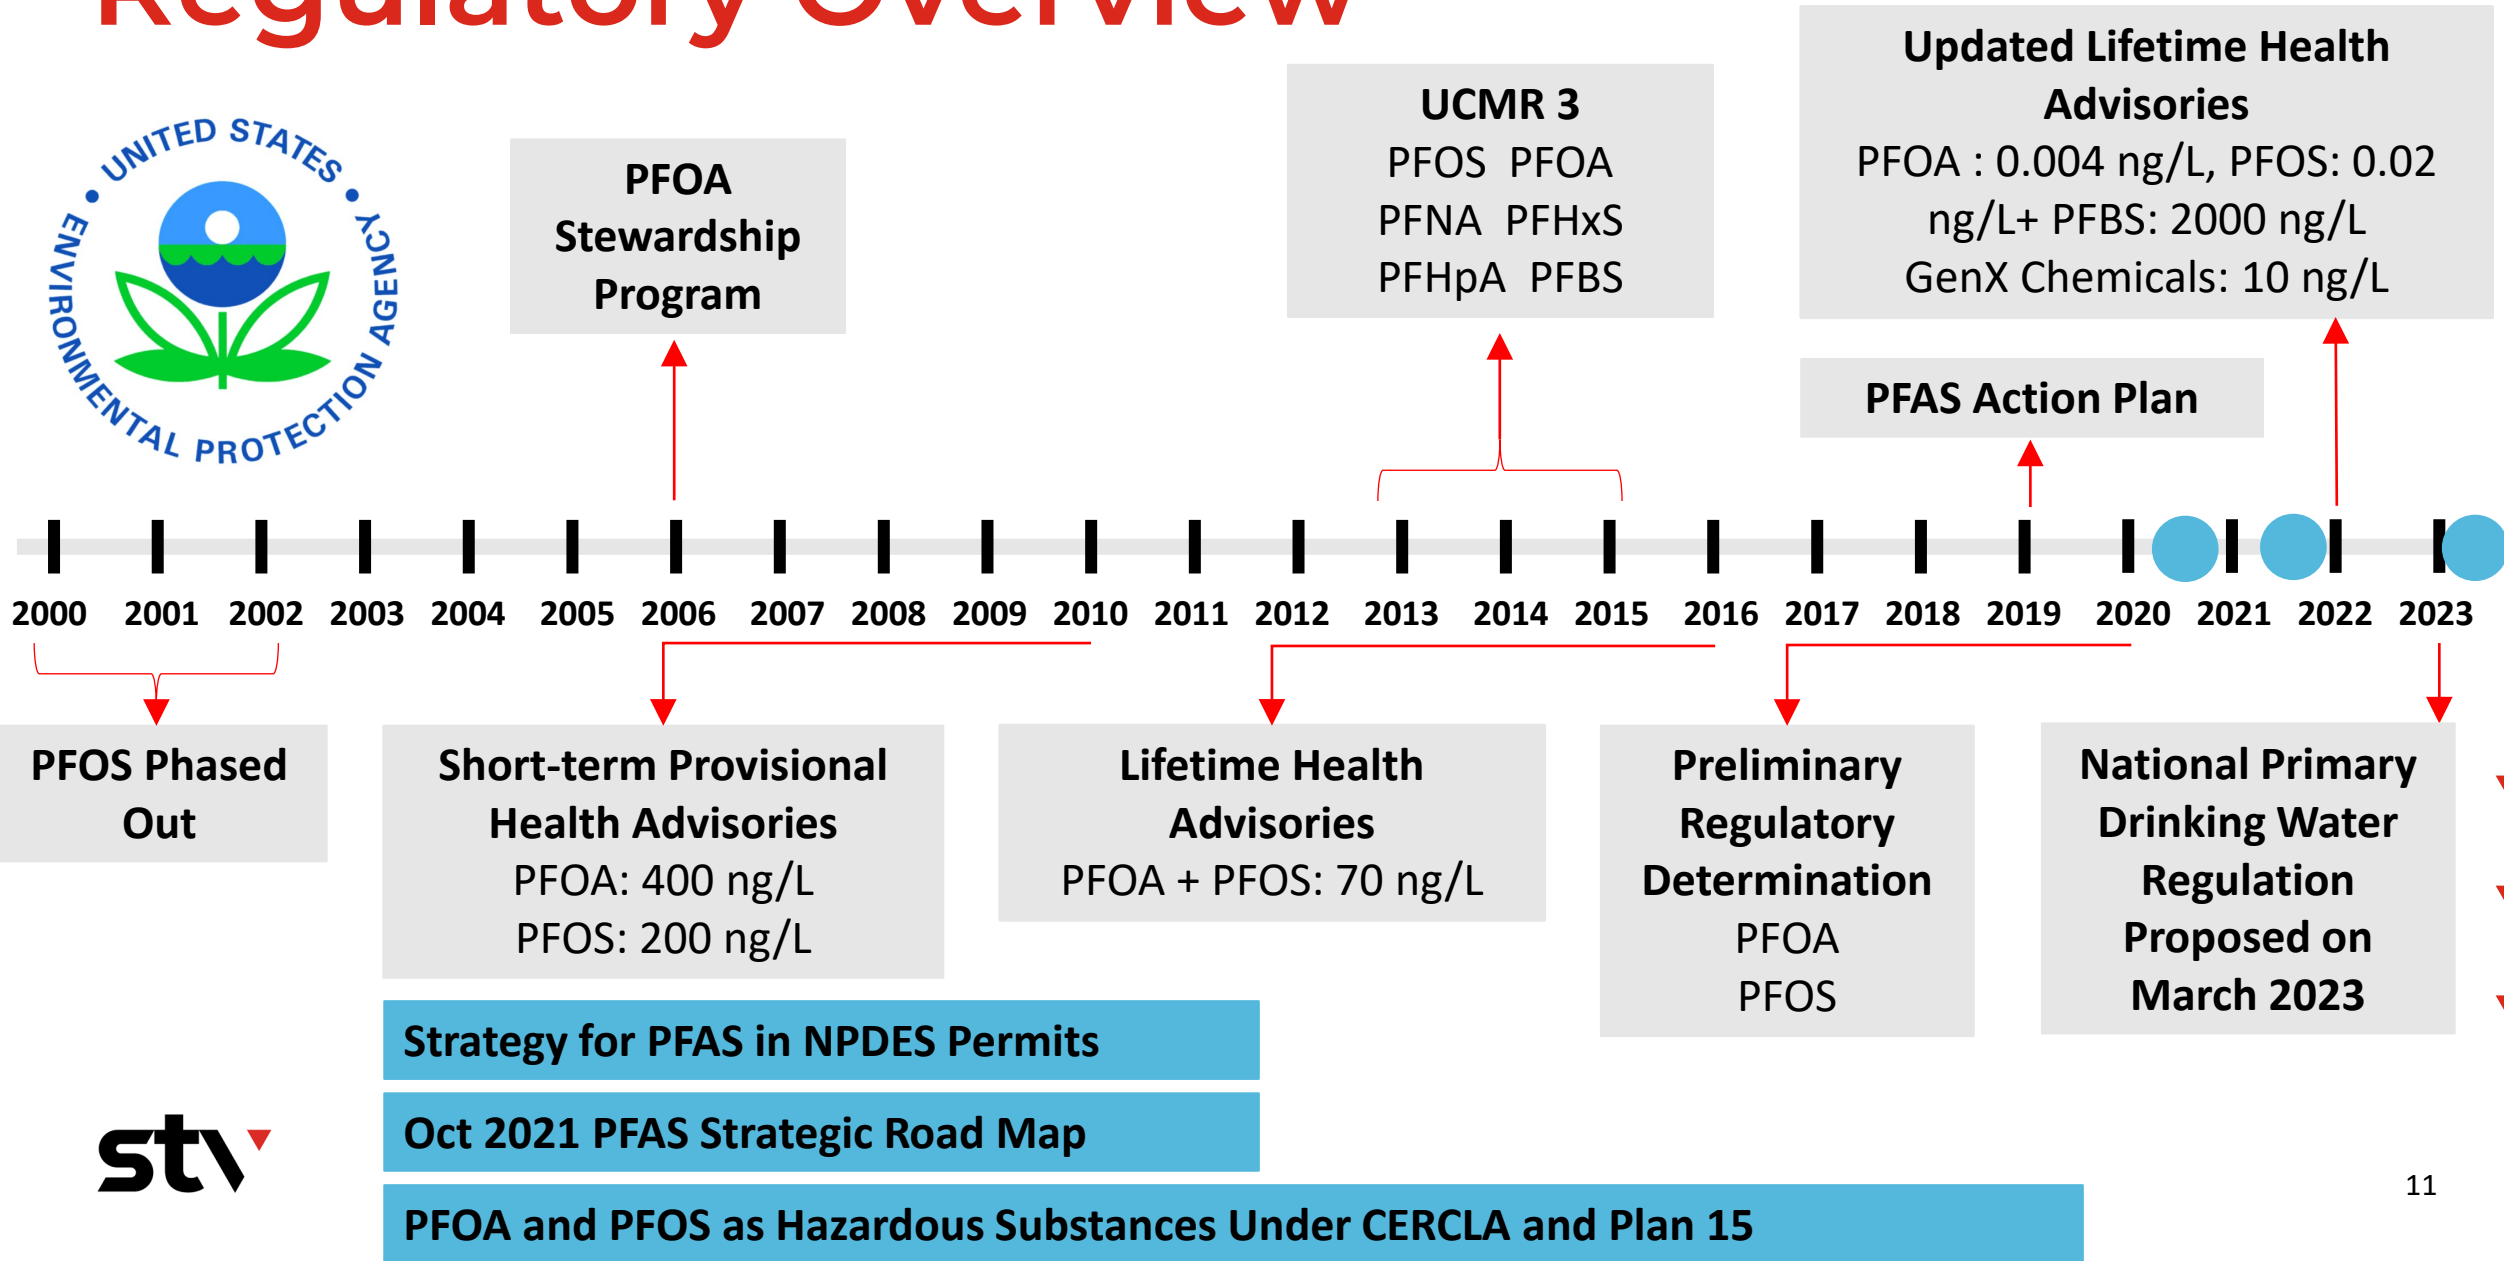 Regulatory Overview
UNITED STATES
ENVIRONMENTAL PROTECTION AGENCY
PFOA
Stewardship
Program
UCMR 3
PFOS PFOA
PFNA PFHxS
PFHpA PFBS
Updated Lifetime Health
Advisories
PFOA : 0.004 ng/L, PFOS: 0.02
ng/L+ PFBS: 2000 ng/L
GenX Chemicals: 10 ng/L
PFAS Action Plan
2000 2001 2002 2003 2004 2005 2006 2007 2008 2009 2010 2011 2012 2013 2014 2015 2016 2017 2018 2019 2020 2021 2022 2023
PFOS Phased
Out
Short-term Provisional
Health Advisories
PFOA: 400 ng/L
PFOS: 200 ng/L
Lifetime Health
Advisories
PFOA + PFOS: 70 ng/L
Preliminary
Regulatory
Determination
PFOA
PFOS
National Primary
Drinking Water
Regulation
Proposed on
March 2023
Strategy for PFAS in NPDES Permits
Oct 2021 PFAS Strategic Road Map
PFOA and PFOS as Hazardous Substances Under CERCLA and Plan 15
stv
11